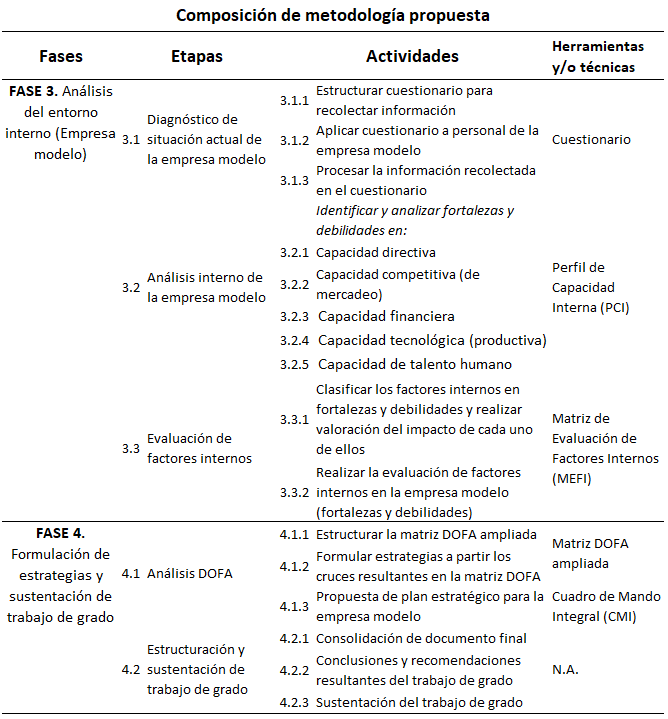 Composición de metodología propuesta
Fases
Etapas
Actividades
Herramientas
y/o técnicas
FASE 3. Análisis
del entorno
interno (Empresa
modelo)
3.1
Diagnóstico de
situación actual de
la empresa modelo
3.1.1
Estructurar cuestionario para
recolectar información
3.1.2
Aplicar cuestionario a personal de la
empresa modelo
3.1.3
Procesar la información recolectada
en el cuestionario
Cuestionario
3.2
Análisis interno de
la empresa modelo
Identificar y analizar fortalezas y
debilidades en:
3.2.1 Capacidad directiva
3.2.2
Capacidad competitiva (de
mercadeo)
3.2.3 Capacidad financiera
3.2.4 Capacidad tecnológica (productiva)
3.2.5 Capacidad de talento humano
Perfil de
Capacidad
Interna (PCI)
3.3
Evaluación de
factores internos
3.3.1
Clasificar los factores internos en
fortalezas y debilidades y realizar
valoración del impacto de cada uno
de ellos
3.3.2
Realizar la evaluación de factores
internos en la empresa modelo
(fortalezas y debilidades)
Matriz de
Evaluación de
Factores Internos
(MEFI)
FASE 4.
Formulación de
estrategias y
sustentación de
trabajo de grado
4.1 Análisis DOFA
4.1.1 Estructurar la matriz DOFA ampliada
4.1.2
Formular estrategias a partir los
cruces resultantes en la matriz DOFA
Matriz DOFA
ampliada
4.1.3
Propuesta de plan estratégico para la
empresa modelo
Cuadro de Mando
Integral (CMI)
4.2
Estructuración y
sustentación de
trabajo de grado
4.2.1 Consolidación de documento final
4.2.2
Conclusiones y recomendaciones
resultantes del trabajo de grado
4.2.3 Sustentación del trabajo de grado
N.A.